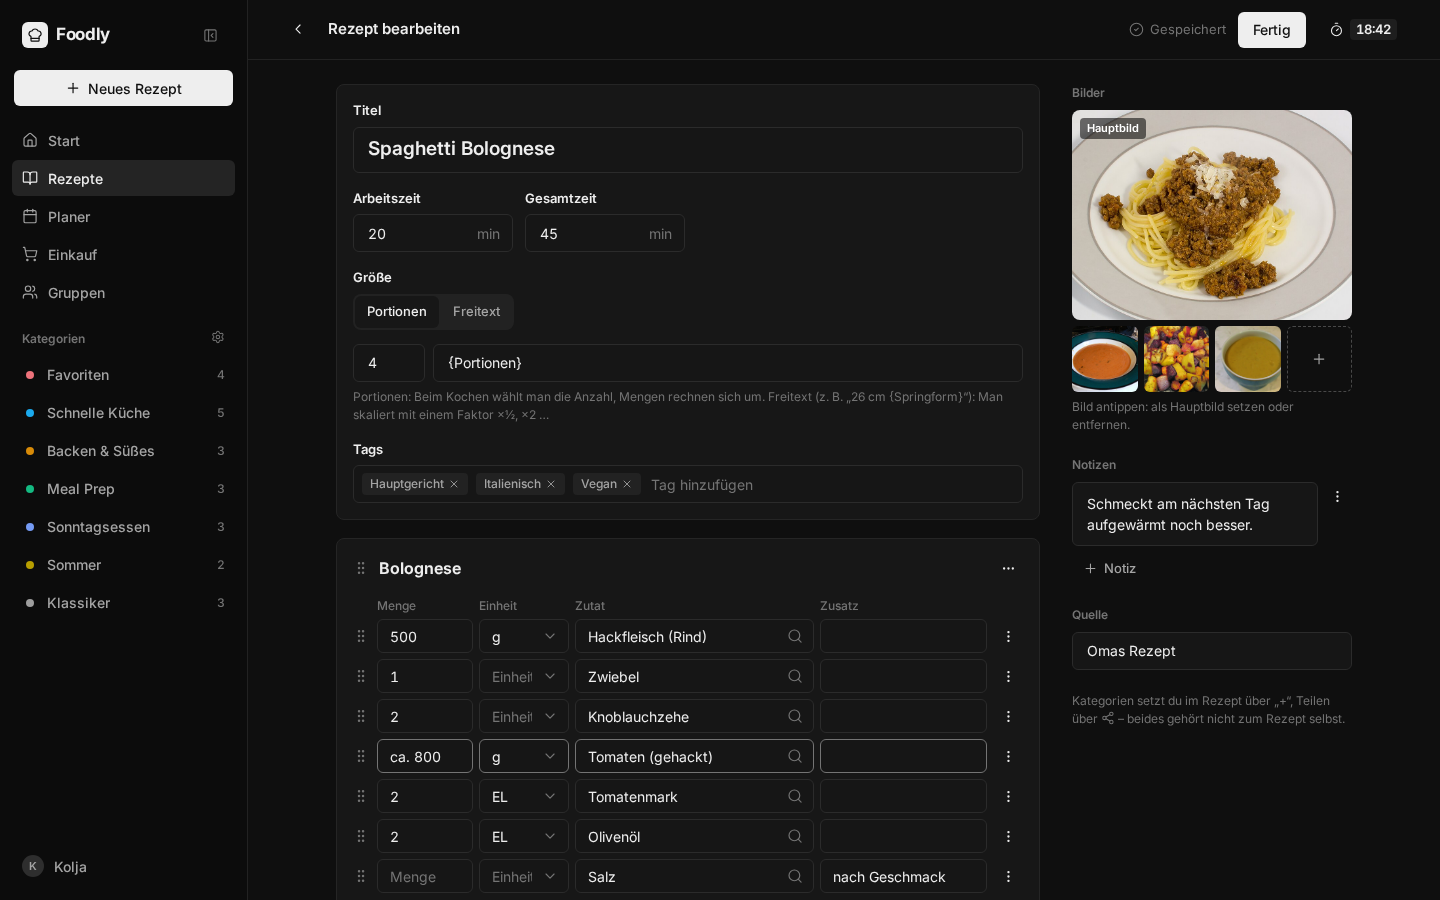 Foodly
Neues Rezept
Start
Rezepte
Planer
Einkauf
Gruppen
Kategorien
Favoriten 4
Schnelle Küche 5
Backen & Süßes 3
Meal Prep 3
Sonntagsessen 3
Sommer 2
Klassiker 3
K Kolja
Rezept bearbeiten
Gespeichert
Fertig
18:42
Titel
Spaghetti Bolognese
Arbeitszeit Gesamtzeit
20 min 45 min
Größe
Portionen Freitext
4 {Portionen}
Portionen: Beim Kochen wählt man die Anzahl, Mengen rechnen sich um. Freitext (z. B. „26 cm {Springform}“): Man
skaliert mit einem Faktor ×½, ×2 …
Tags
Hauptgericht Italienisch Vegan Tag hinzufügen
Bolognese
Menge Einheit Zutat Zusatz
500 g Hackfleisch (Rind)
1 Einheit Zwiebel
2 Einheit Knoblauchzehe
ca. 800 g Tomaten (gehackt)
2 EL Tomatenmark
2 EL Olivenöl
Menge Einheit Salz nach Geschmack
Bilder
Hauptbild
Bild antippen: als Hauptbild setzen oder
entfernen.
Notizen
Schmeckt am nächsten Tag
aufgewärmt noch besser.
Notiz
Quelle
Omas Rezept
Kategorien setzt du im Rezept über „+“, Teilen
über – beides gehört nicht zum Rezept selbst.